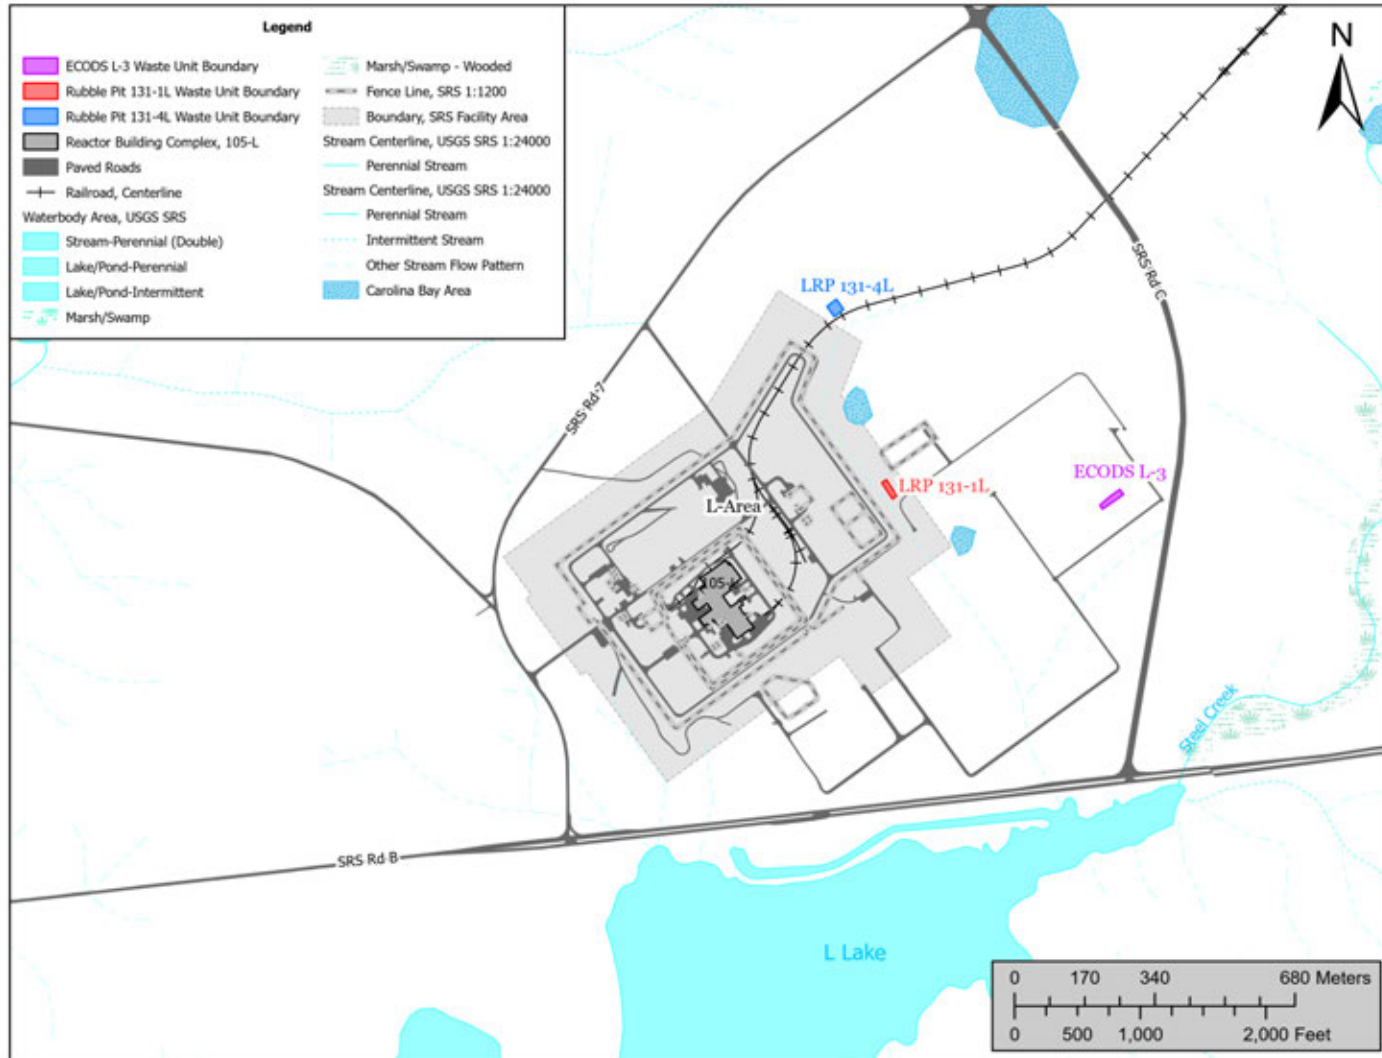 Legend
ECODS L-3 Waste Unit Boundary
Rubble Pit 131-1L Waste Unit Boundary
Rubble Pit 131-4L Waste Unit Boundary
Reactor Building Complex, 105-L
Paved Roads
Railroad, Centerline
Waterbody Area, USGS SRS
Stream-Perennial (Double)
Lake/Pond-Perennial
Lake/Pond-Intermittent
Marsh/Swamp
Marsh/Swamp - Wooded
Fence Line, SRS 1:1200
Boundary, SRS Facility Area
Stream Centerline, USGS SRS 1:24000
Perennial Stream
Stream Centerline, USGS SRS 1:24000
Perennial Stream
Intermittent Stream
Other Stream Flow Pattern
Carolina Bay Area
N
SRS Rd C
LRP 131-4L
SRS Rd 7
ECODS L-3
LRP 131-1L
L-Area
Steel Creek
SRS Rd B
L Lake
0 170 340 680 Meters
0 500 1,000 2,000 Feet